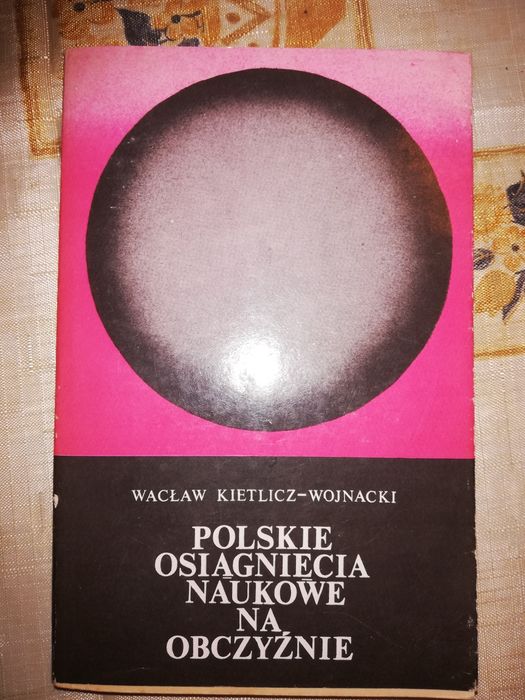 WACŁAW KIETLICZ-WOJNACKI
POLSKIE
OSIĄGNIĘCIA
NAUKOWE
NA
OBCZYŹNIE